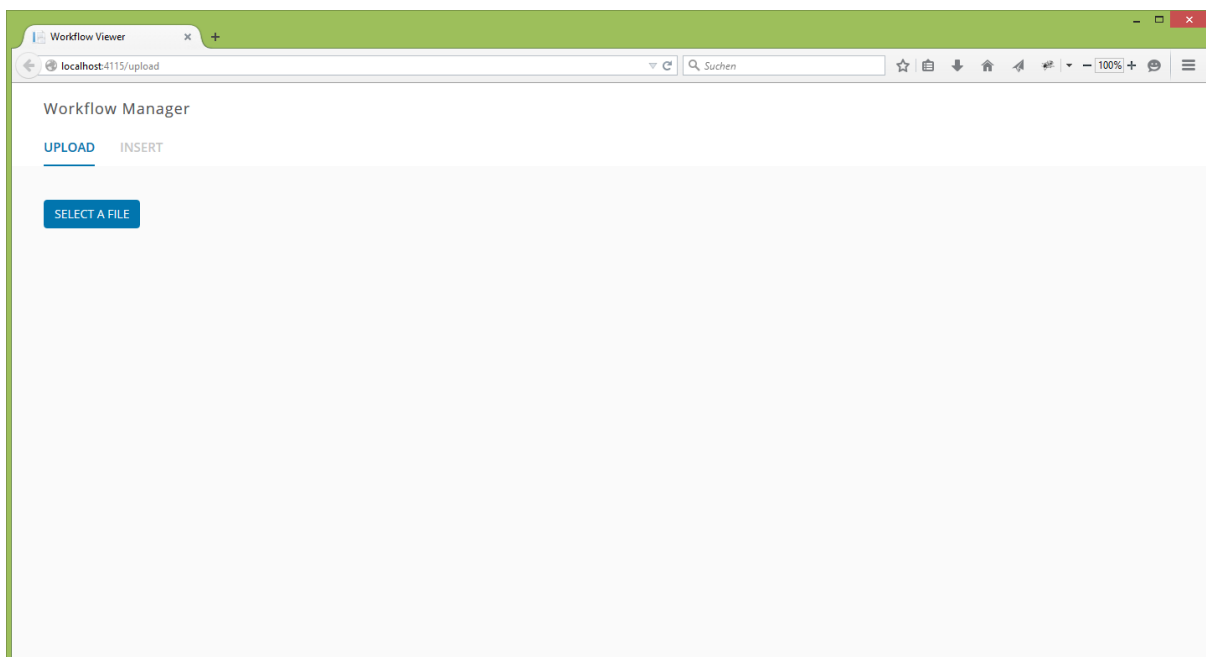 Workflow Viewer
localhost:4115/upload
Suchen
100%
Workflow Manager
UPLOAD INSERT
SELECT A FILE